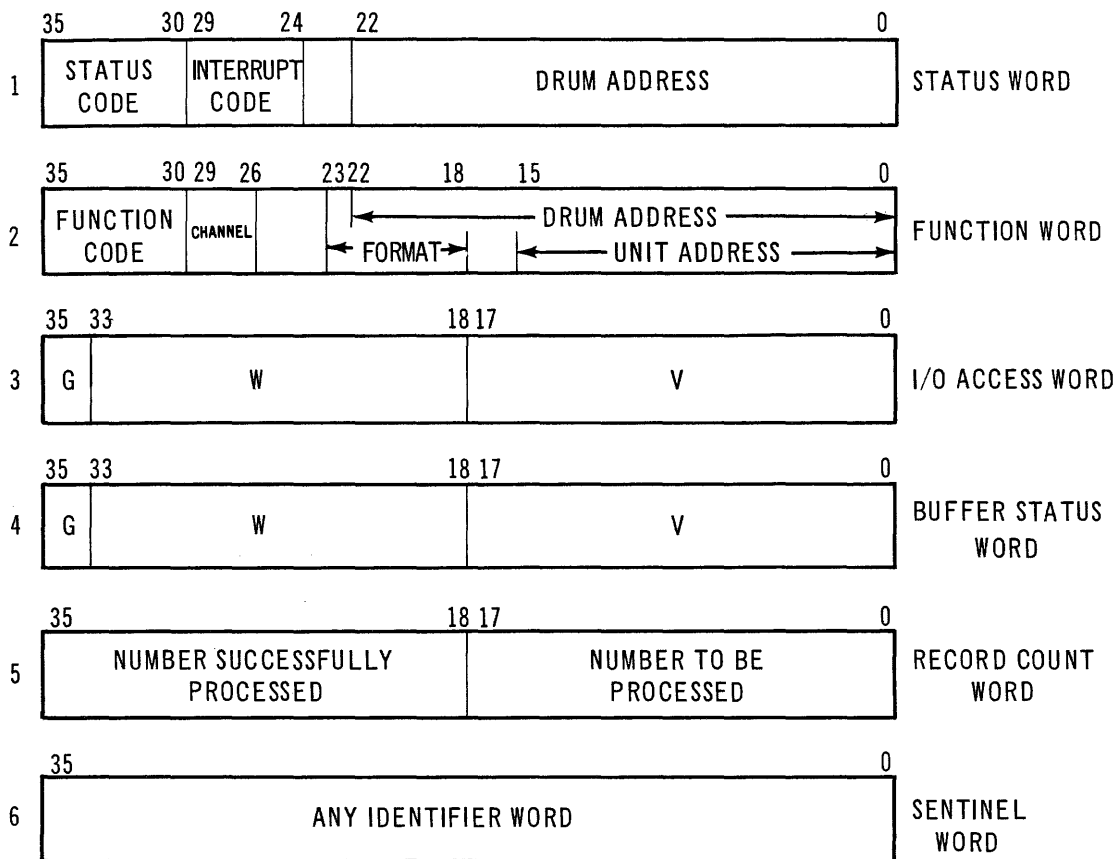 35 30 29 24 22 0
1 STATUS CODE INTERRUPT CODE DRUM ADDRESS STATUS WORD
35 30 29 26 23 22 18 15 0
2 FUNCTION CODE CHANNEL DRUM ADDRESS FORMAT UNIT ADDRESS FUNCTION WORD
35 33 18 17 0
3 G W V I/O ACCESS WORD
35 33 18 17 0
4 G W V BUFFER STATUS WORD
35 18 17 0
5 NUMBER SUCCESSFULLY PROCESSED NUMBER TO BE PROCESSED RECORD COUNT WORD
35 0
6 ANY IDENTIFIER WORD SENTINEL WORD